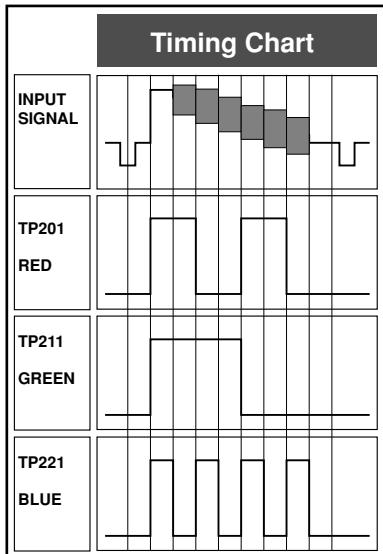 Timing Chart
INPUT
SIGNAL
TP201
RED
TP211
GREEN
TP221
BLUE